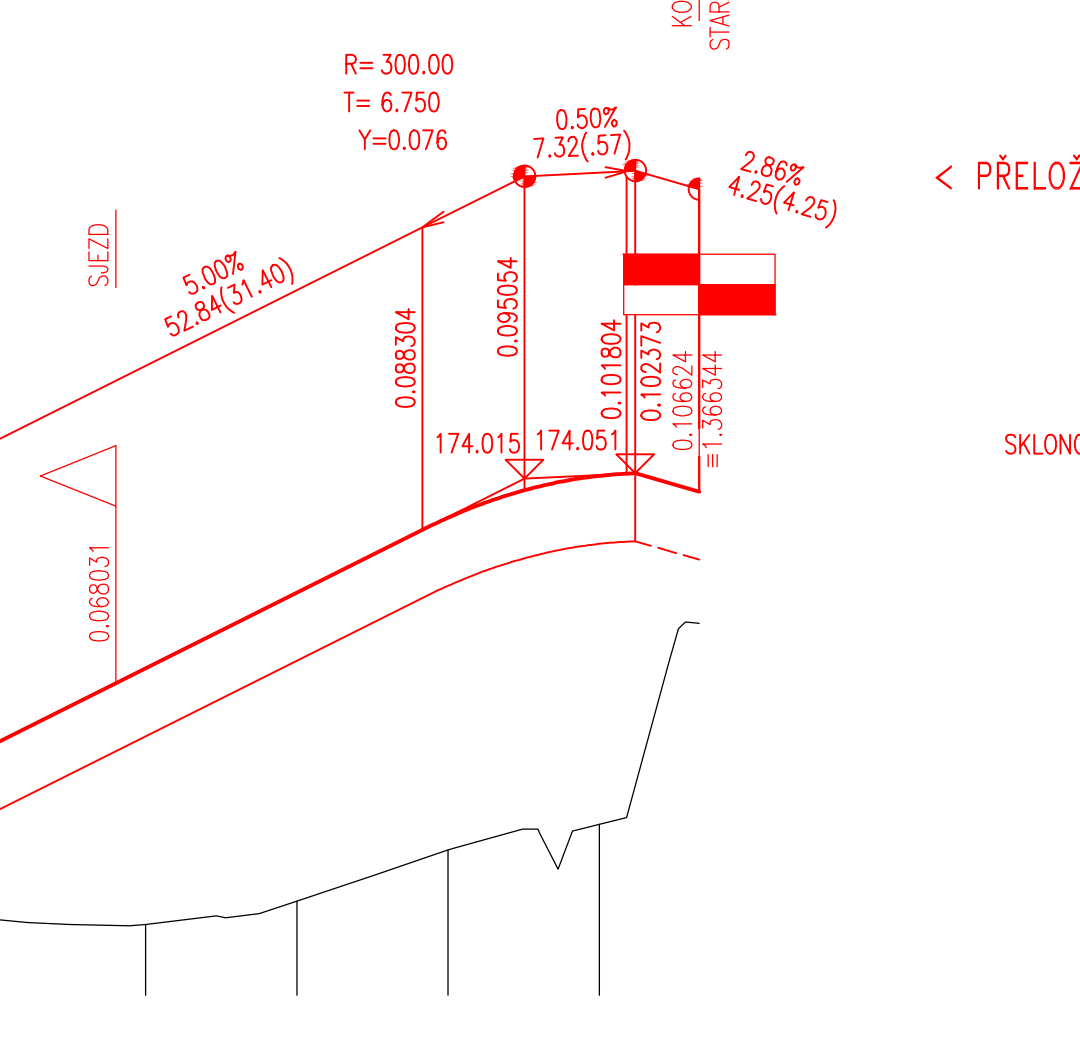 KO
STAR
R= 300.00
T= 6.750
Y=0.076
0.50%
7.32(.57)
2.86%
4.25(4.25)
< PŘELOŽ
SJEZD
5.00%
52.84(31.40)
0.088304
0.095054
0.101804
0.102373
0.106624
≡1.366344
174.015
174.051
SKLONO
0.068031